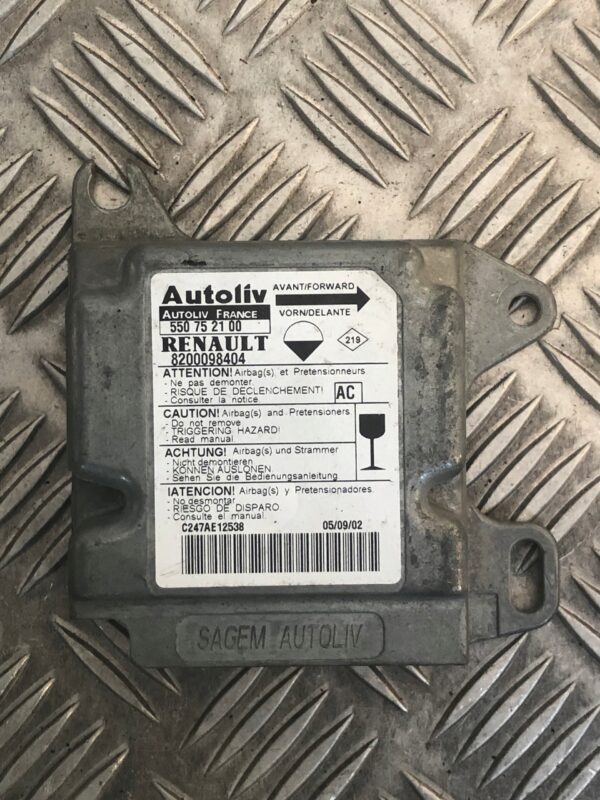 Autoliv
AVANT/FORWARD
AUTOLIV FRANCE
VORN/DELANTE
550 75 21 00
RENAULT
219
8200098404
ATTENTION! Airbag(s), et Pretensionneurs
- Ne pas demonter.
- RISQUE DE DECLENCHEMENT!
- Consulter la notice.
AC
CAUTION! Airbag(s) and Pretensioners
- Do not remove
- TRIGGERING HAZARD!
- Read manual.
ACHTUNG! Airbag(s) und Strammer
- Nicht demontieren
- KONNEN AUSLONEN
- Sehen Sie die Bedienungsanleitung
IATENCION! Airbag(s) y Pretensionadores.
- No desmontar
- RIESGO DE DISPARO.
- Consulte el manual.
C247AE12538
05/09/02
SAGEM AUTOLIV